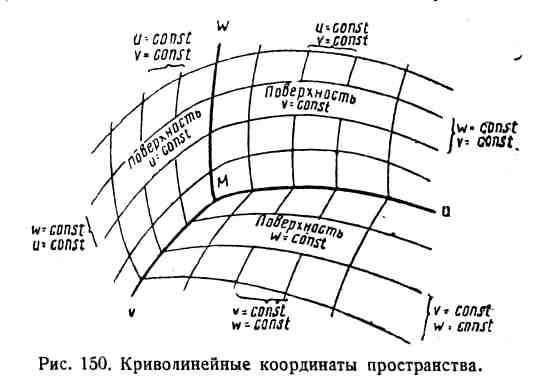 W
u = const
v = const
u = const
v = const
Поверхность
v = const
Поверхность
u = const
w = const
v = const
M
u
w = const
u = const
Поверхность
w = const
v
v = const
w = const
v = const
w = const
Рис. 150. Криволинейные координаты пространства.